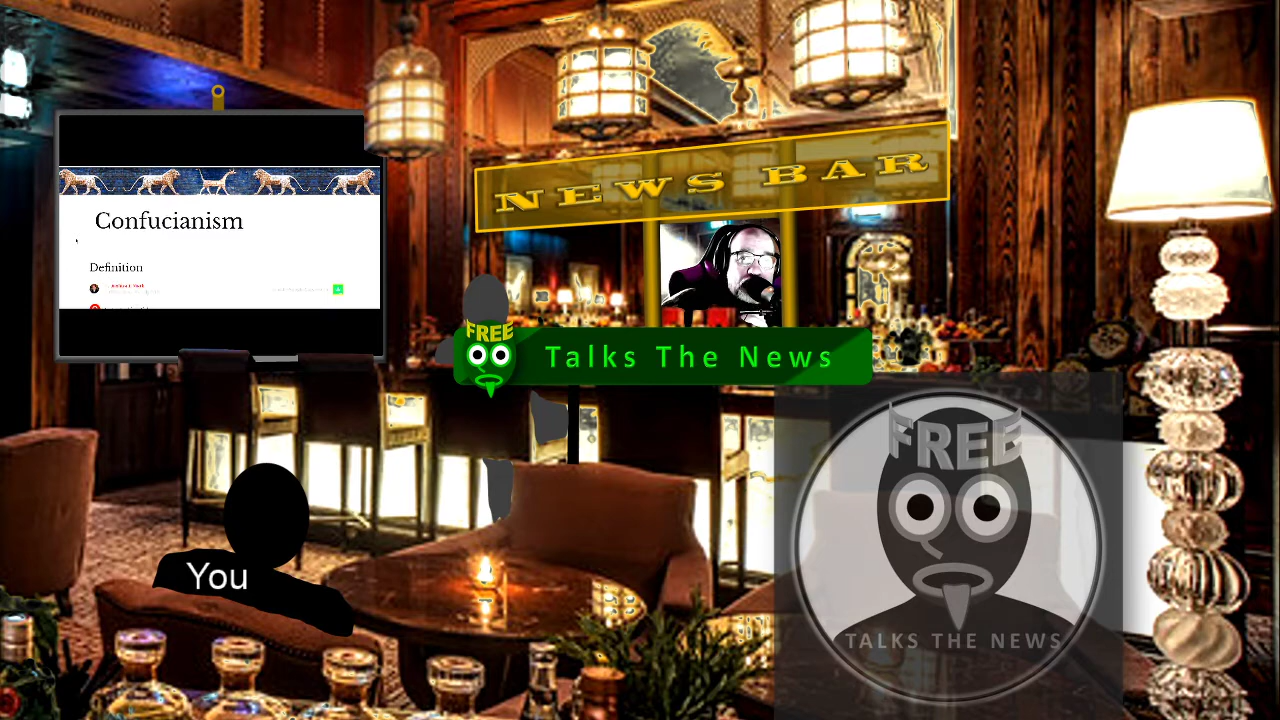 NEWS BAR
Confucianism
Definition
FREE
Talks The News
FREE
You
TALKS THE NEWS